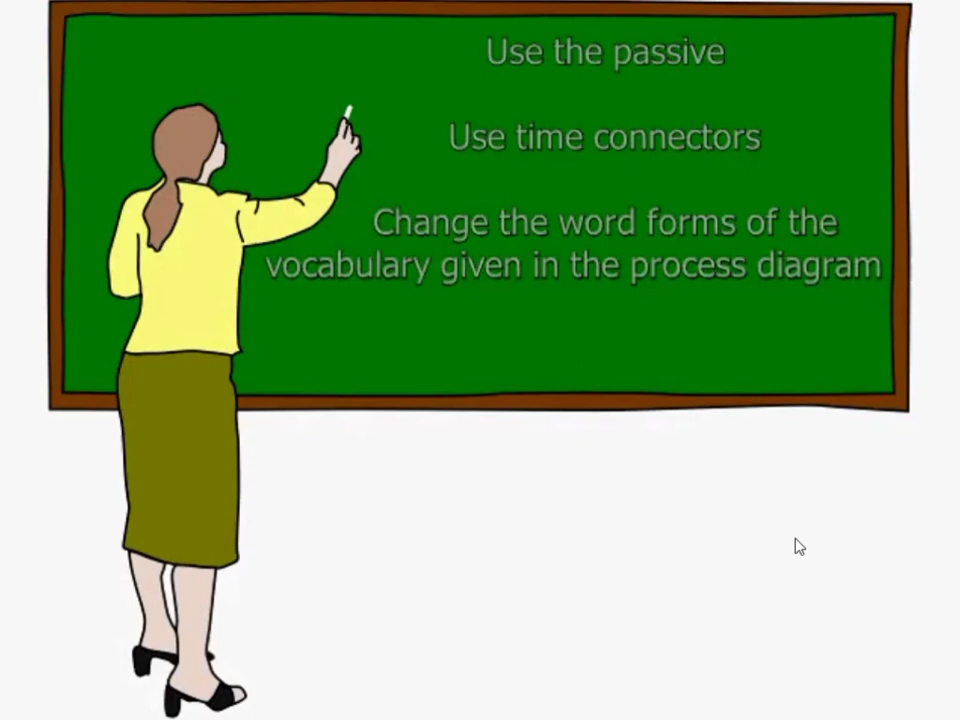 Use the passive
Use time connectors
Change the word forms of the
vocabulary given in the process diagram